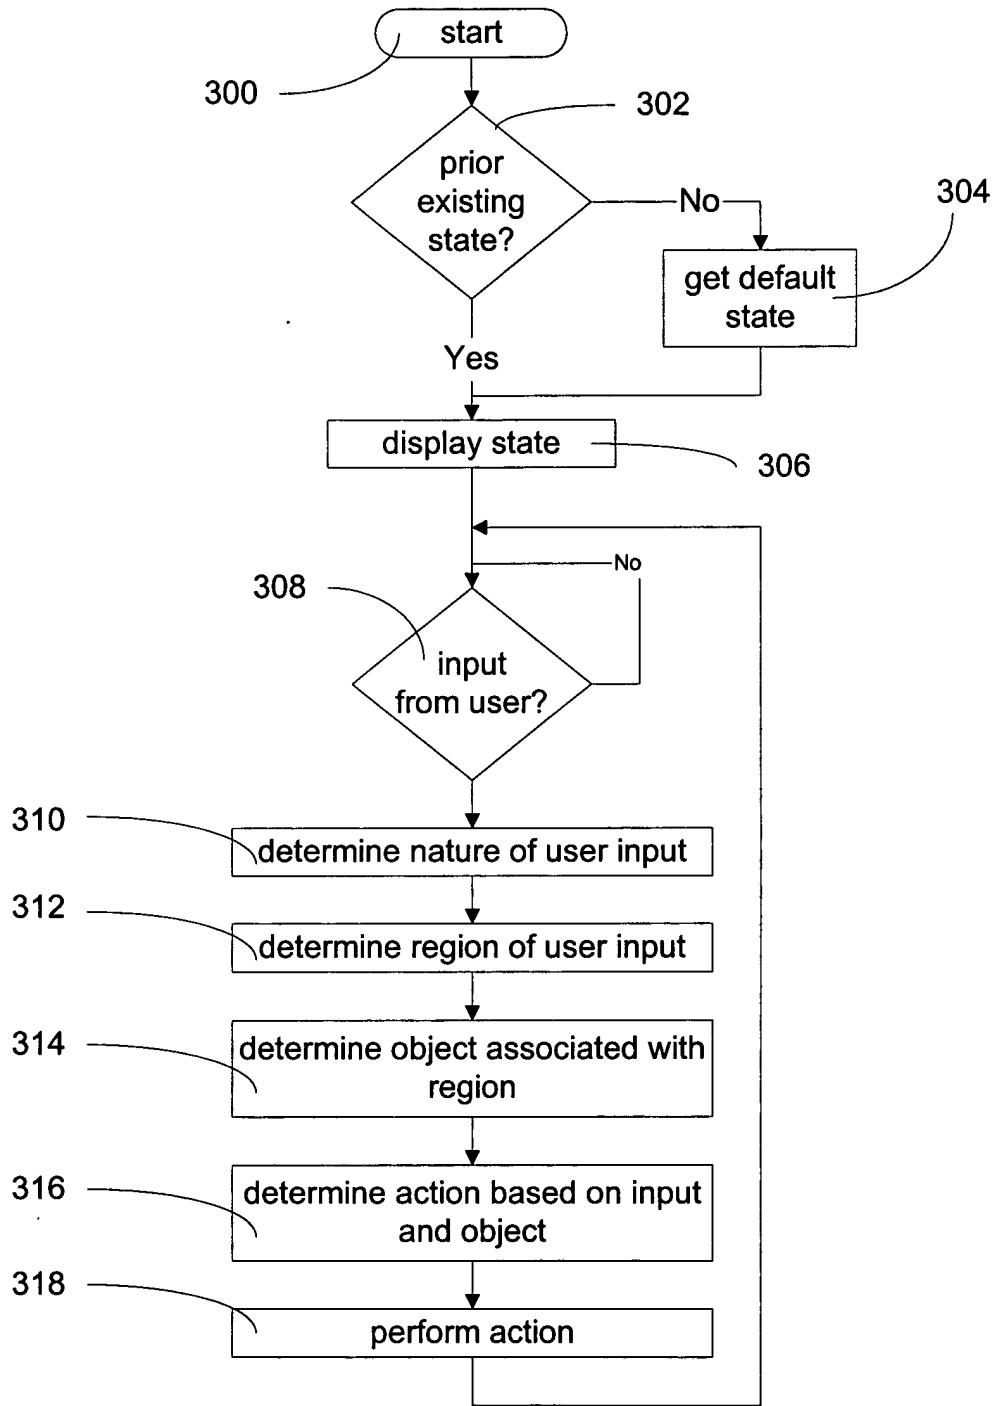 start
300
302
prior
existing
state?
No
304
get default
state
Yes
display state
306
No
308
input
from user?
310
determine nature of user input
312
determine region of user input
314
determine object associated with
region
316
determine action based on input
and object
318
perform action